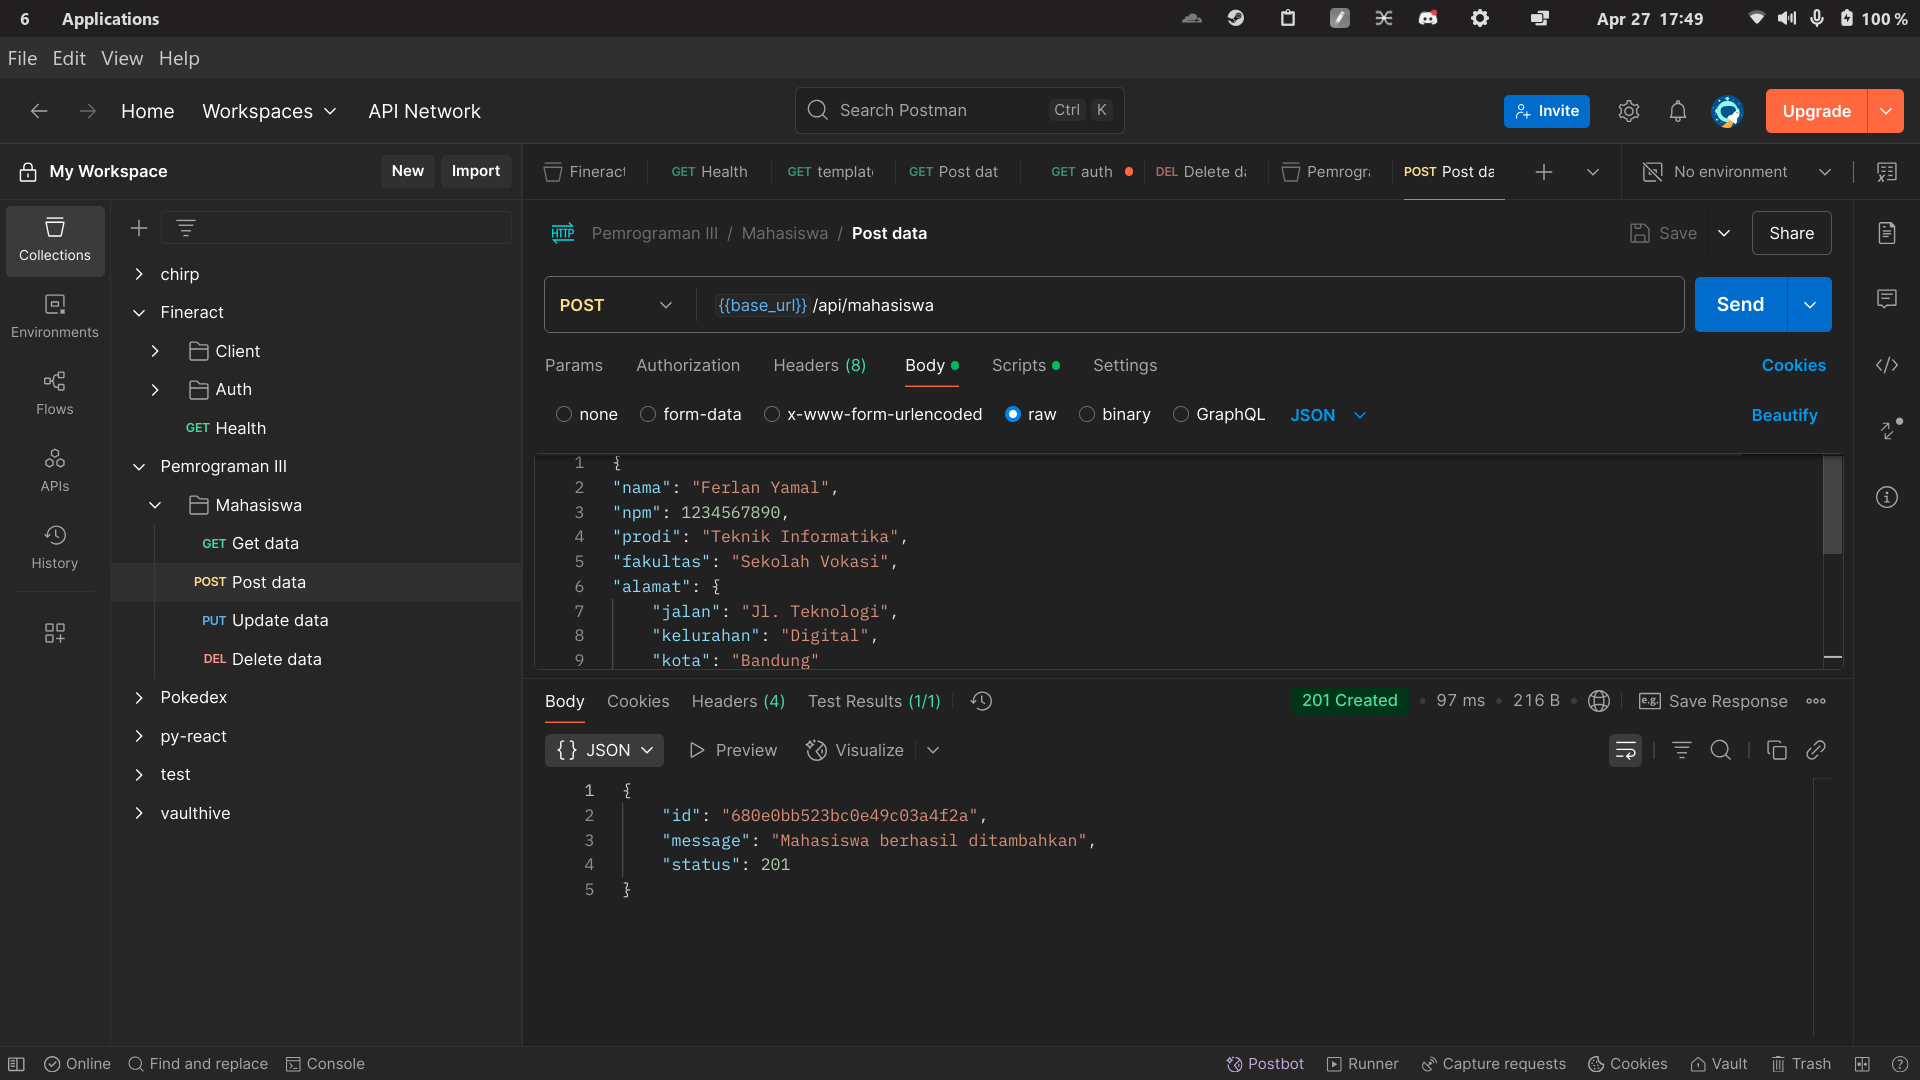 6 Applications Apr 27 17:49 100 %
File Edit View Help
Home Workspaces API Network Search Postman Ctrl K Invite Upgrade
My Workspace New Import
Fineract GET Health GET templat GET Post dat GET auth DEL Delete da Pemrogra POST Post da No environment
Collections
Environments
Flows
APIs
History
chirp
Fineract
Client
Auth
GET Health
Pemrograman III
Mahasiswa
GET Get data
POST Post data
PUT Update data
DEL Delete data
Pokedex
py-react
test
vaulthive
HTTP Pemrograman III / Mahasiswa / Post data Save Share
POST {{base_url}} /api/mahasiswa Send
Params Authorization Headers (8) Body Scripts Settings Cookies
none form-data x-www-form-urlencoded raw binary GraphQL JSON Beautify
1 {
2 "nama": "Ferlan Yamal",
3 "npm": 1234567890,
4 "prodi": "Teknik Informatika",
5 "fakultas": "Sekolah Vokasi",
6 "alamat": {
7 "jalan": "Jl. Teknologi",
8 "kelurahan": "Digital",
9 "kota": "Bandung"
Body Cookies Headers (4) Test Results (1/1) 201 Created 97 ms 216 B e.g. Save Response
{} JSON Preview Visualize
1 {
2 "id": "680e0bb523bc0e49c03a4f2a",
3 "message": "Mahasiswa berhasil ditambahkan",
4 "status": 201
5 }
Online Find and replace Console Postbot Runner Capture requests Cookies Vault Trash